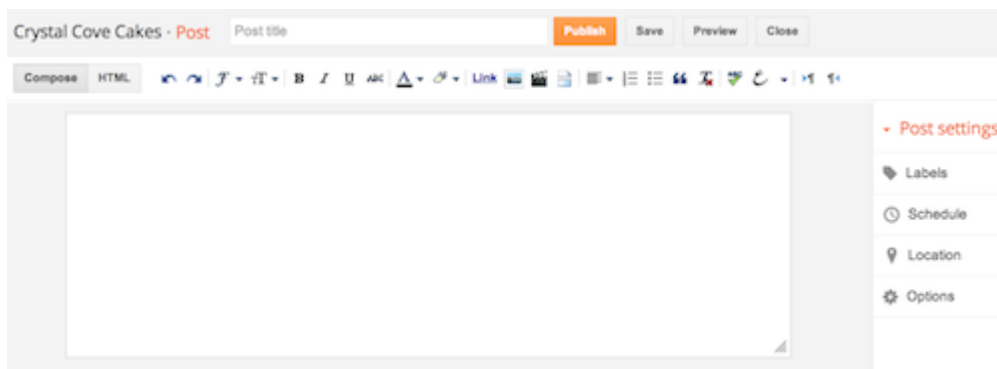 Crystal Cove Cakes · Post Post title Publish Save Preview Close
Compose HTML B I U ABC A Link
Post settings
Labels
Schedule
Location
Options